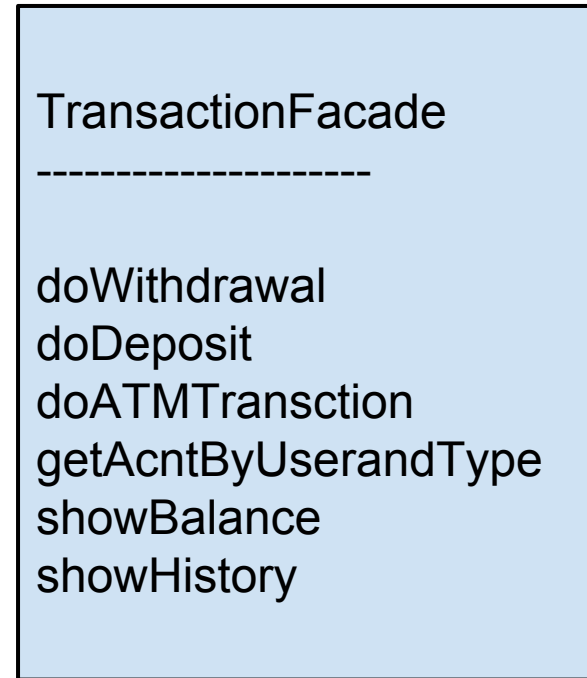 TransactionFacade
---------------------
doWithdrawal
doDeposit
doATMTransction
getAcntByUserandType
showBalance
showHistory